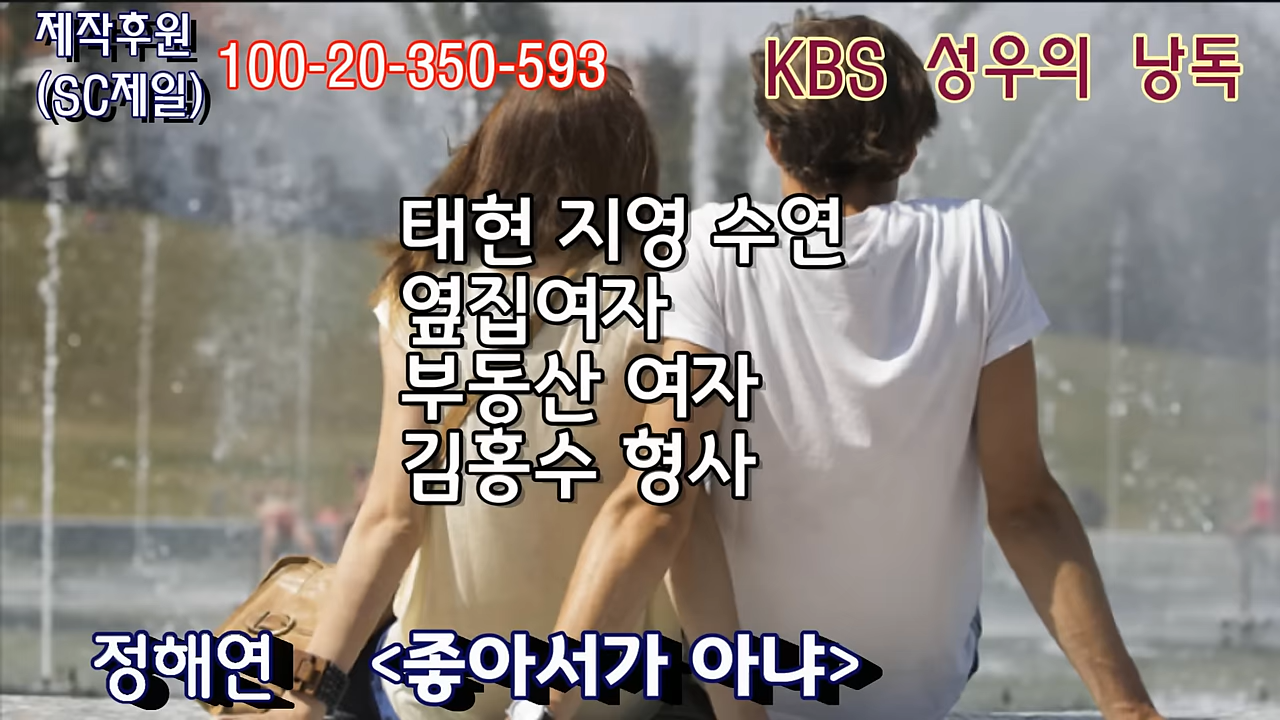 제작후원
(SC제일)
100-20-350-593
KBS 성우의 낭독
태현 지영 수연
옆집여자
부동산 여자
김홍수 형사
정해연 <좋아서가 아냐>